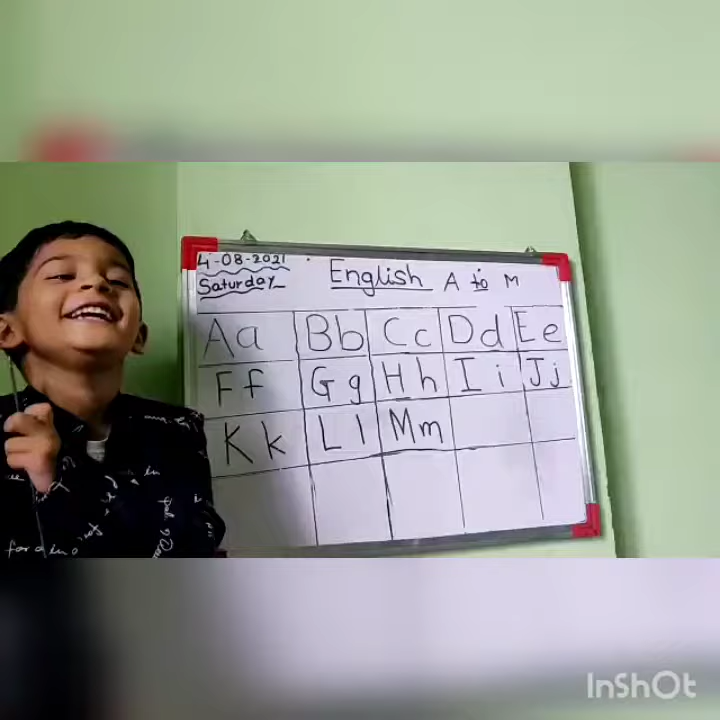 4-08-2021
Saturday
English A to M
Aa Bb Cc Dd Ee
Ff Gg Hh Ii Jj
Kk Ll Mm
InShOt